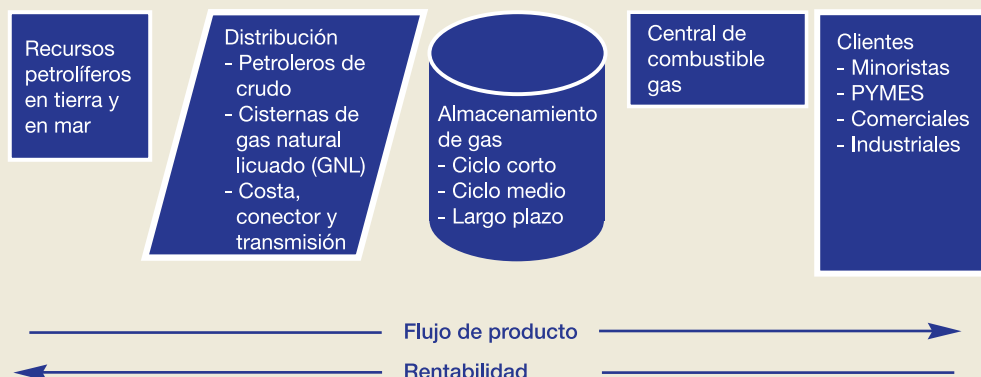 Recursos
petrolíferos
en tierra y
en mar
Distribución
- Petroleros de
crudo
- Cisternas de
gas natural
licuado (GNL)
- Costa,
conector y
transmisión
Almacenamiento
de gas
- Ciclo corto
- Ciclo medio
- Largo plazo
Central de
combustible
gas
Clientes
- Minoristas
- PYMES
- Comerciales
- Industriales
Flujo de producto
Rentabilidad